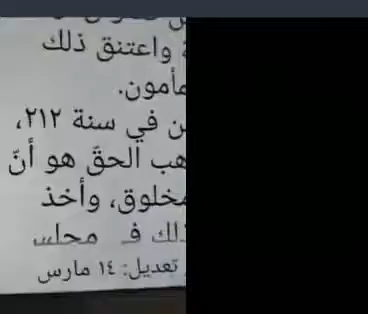 واعتنق ذلك
مأمون.
في سنة ٢١٢،
هب الحقّ هو أنّ
مخلوق، وأخذ
ذلك في مجلس
تعديل: ١٤ مارس